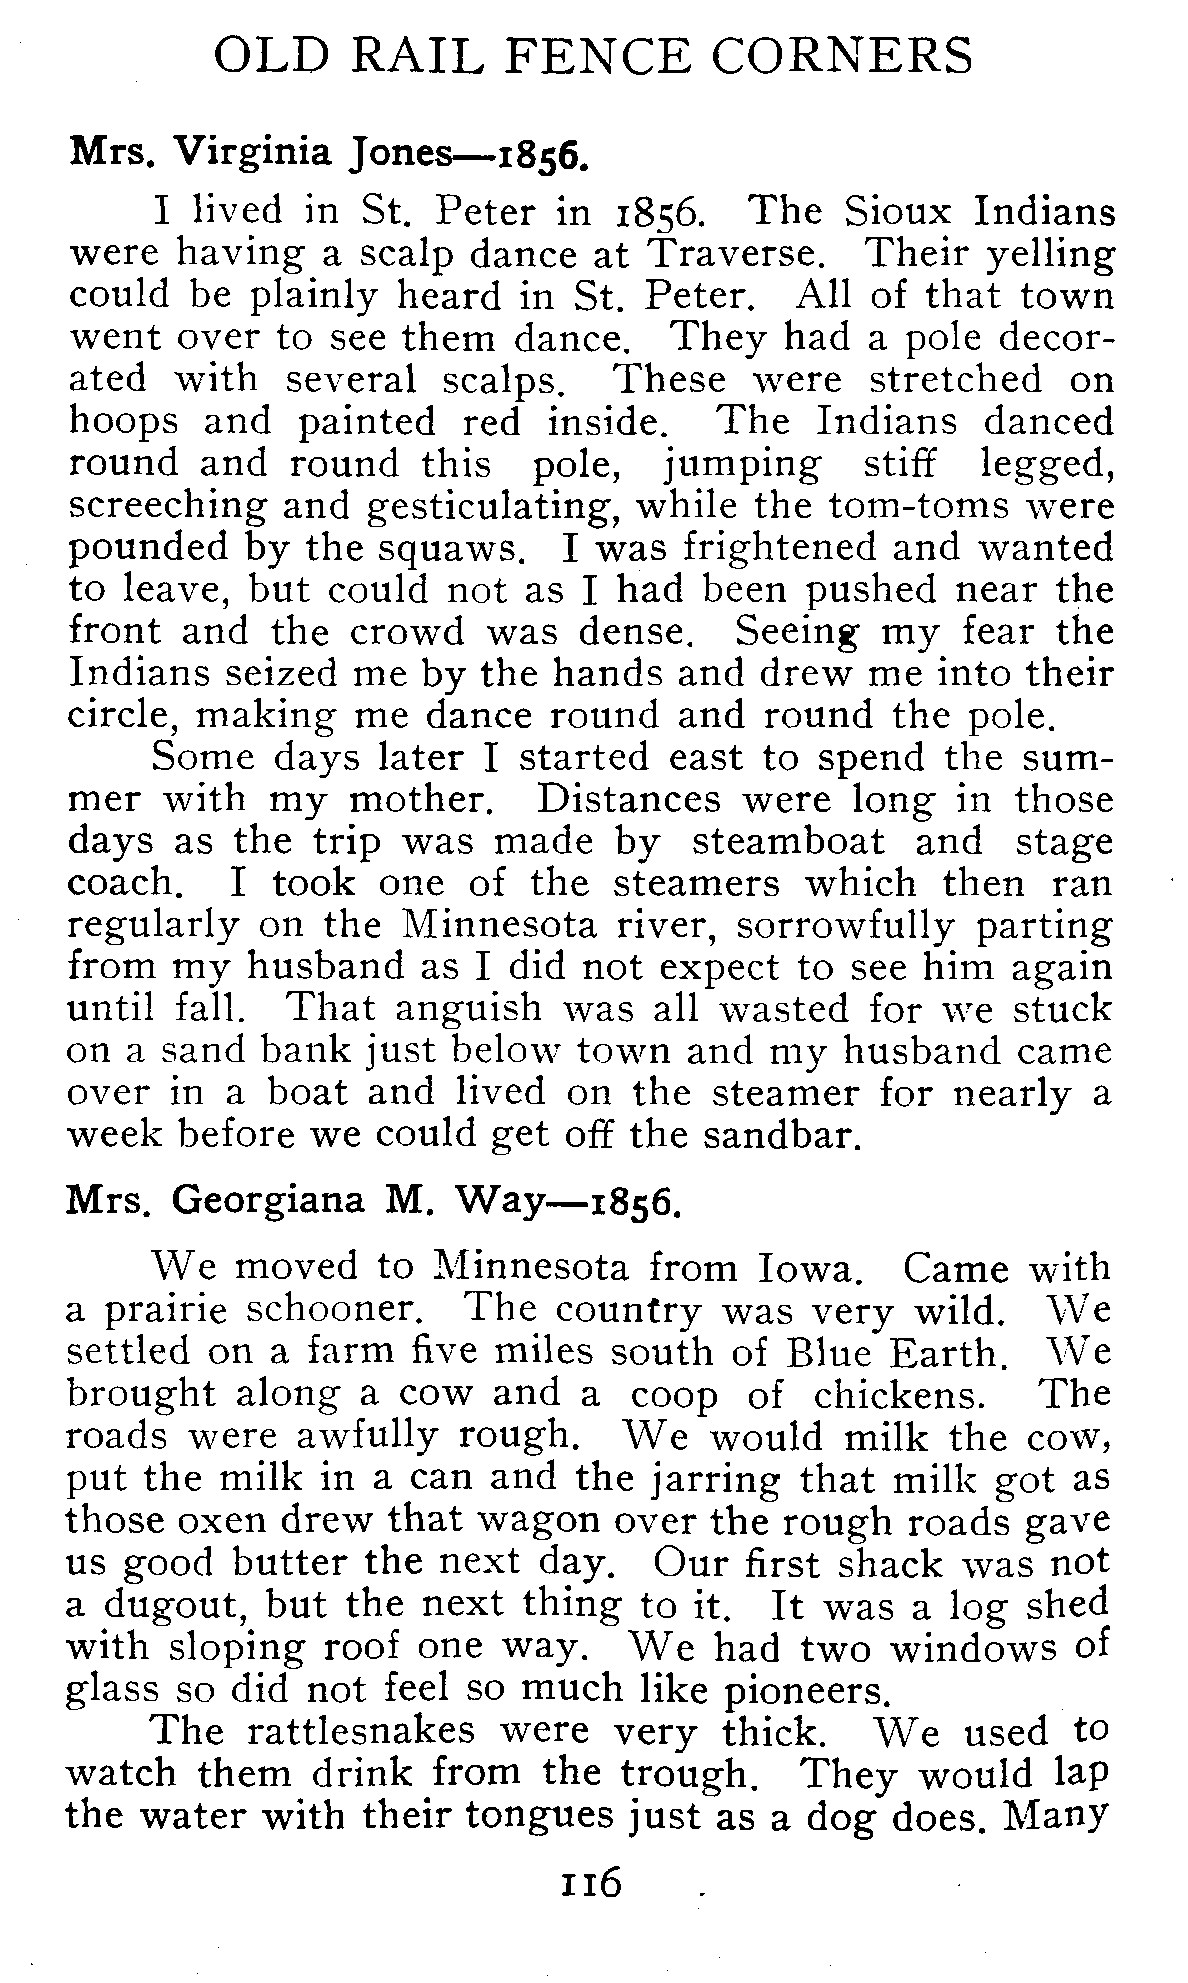 OLD RAIL FENCE CORNERS
Mrs. Virginia Jones—1856.
I lived in St. Peter in 1856. The Sioux Indians
were having a scalp dance at Traverse. Their yelling
could be plainly heard in St. Peter. All of that town
went over to see them dance. They had a pole decor-
ated with several scalps. These were stretched on
hoops and painted red inside. The Indians danced
round and round this pole, jumping stiff legged,
screeching and gesticulating, while the tom-toms were
pounded by the squaws. I was frightened and wanted
to leave, but could not as I had been pushed near the
front and the crowd was dense. Seeing my fear the
Indians seized me by the hands and drew me into their
circle, making me dance round and round the pole.
Some days later I started east to spend the sum-
mer with my mother. Distances were long in those
days as the trip was made by steamboat and stage
coach. I took one of the steamers which then ran
regularly on the Minnesota river, sorrowfully parting
from my husband as I did not expect to see him again
until fall. That anguish was all wasted for we stuck
on a sand bank just below town and my husband came
over in a boat and lived on the steamer for nearly a
week before we could get off the sandbar.
Mrs. Georgiana M. Way—1856.
We moved to Minnesota from Iowa. Came with
a prairie schooner. The country was very wild. We
settled on a farm five miles south of Blue Earth. We
brought along a cow and a coop of chickens. The
roads were awfully rough. We would milk the cow,
put the milk in a can and the jarring that milk got as
those oxen drew that wagon over the rough roads gave
us good butter the next day. Our first shack was not
a dugout, but the next thing to it. It was a log shed
with sloping roof one way. We had two windows of
glass so did not feel so much like pioneers.
The rattlesnakes were very thick. We used to
watch them drink from the trough. They would lap
the water with their tongues just as a dog does. Many
116